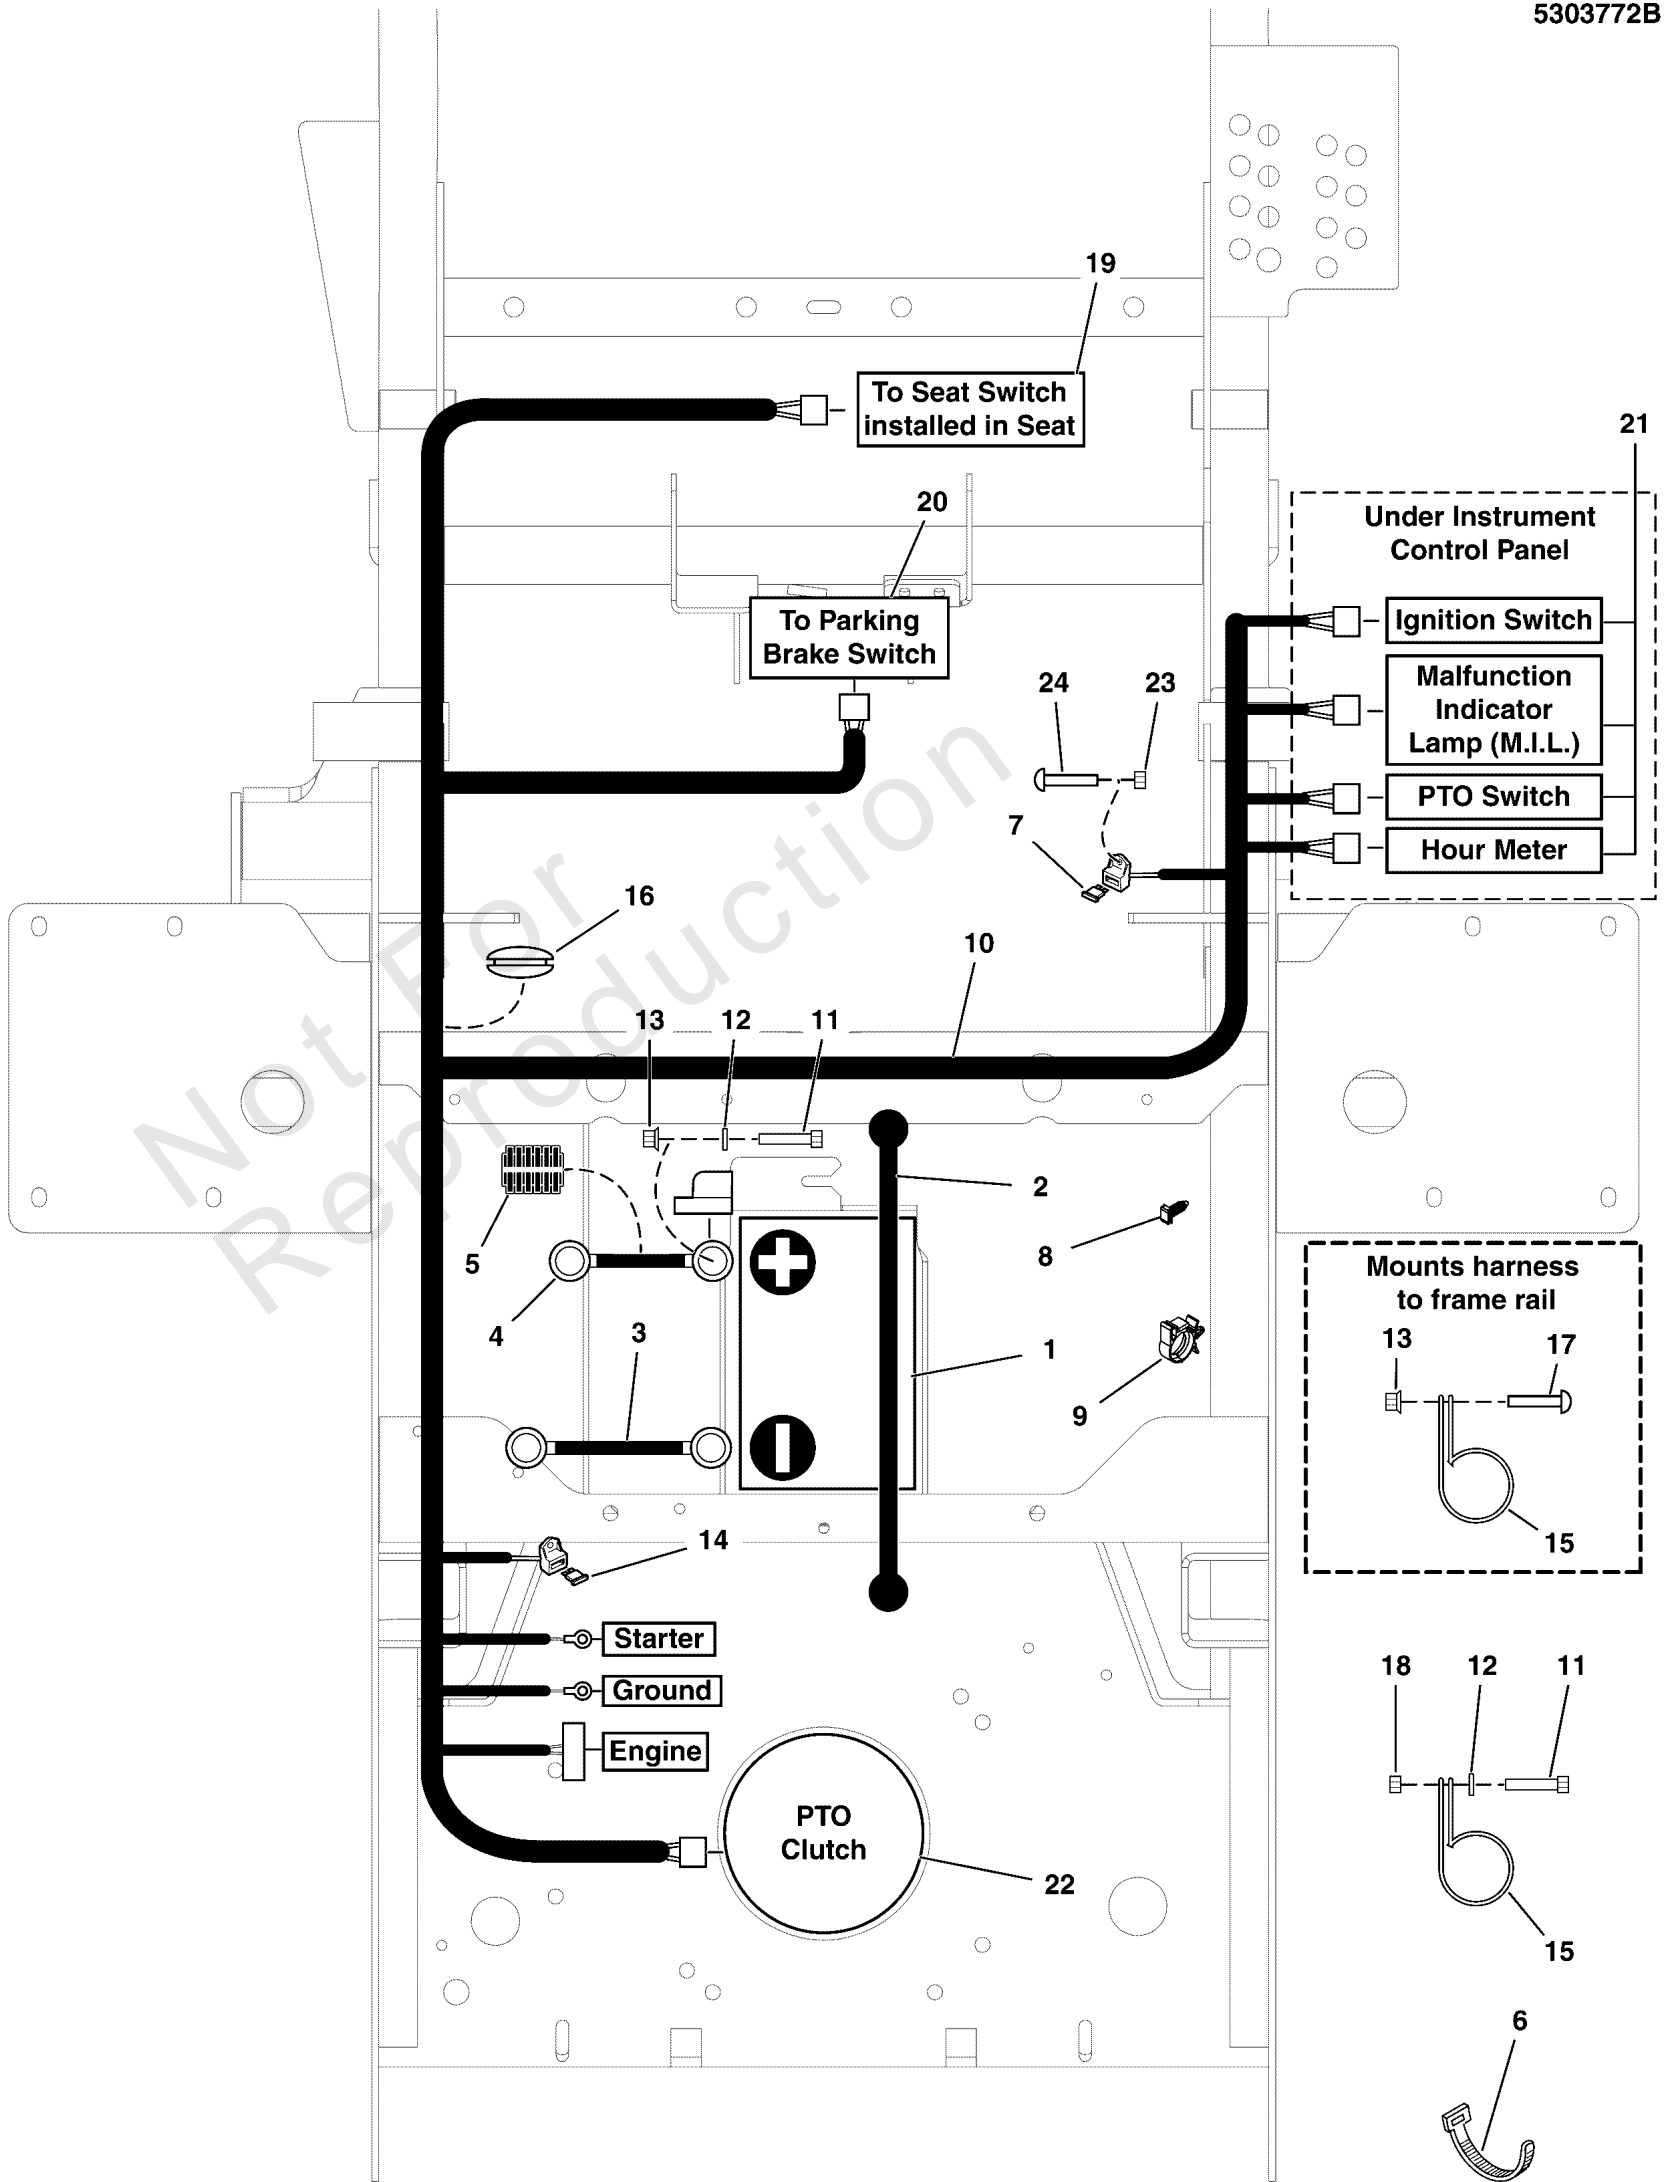 5303772B
19
To Seat Switch
installed in Seat
21
20
Under Instrument
Control Panel
To Parking
Brake Switch
Ignition Switch
24
23
Malfunction
Indicator
Lamp (M.I.L.)
PTO Switch
7
Hour Meter
16
10
13
12
11
Not For
Reproduction
2
8
5
Mounts harness
to frame rail
4
3
1
13
17
9
14
15
Starter
18
12
11
Ground
Engine
PTO
Clutch
22
15
6